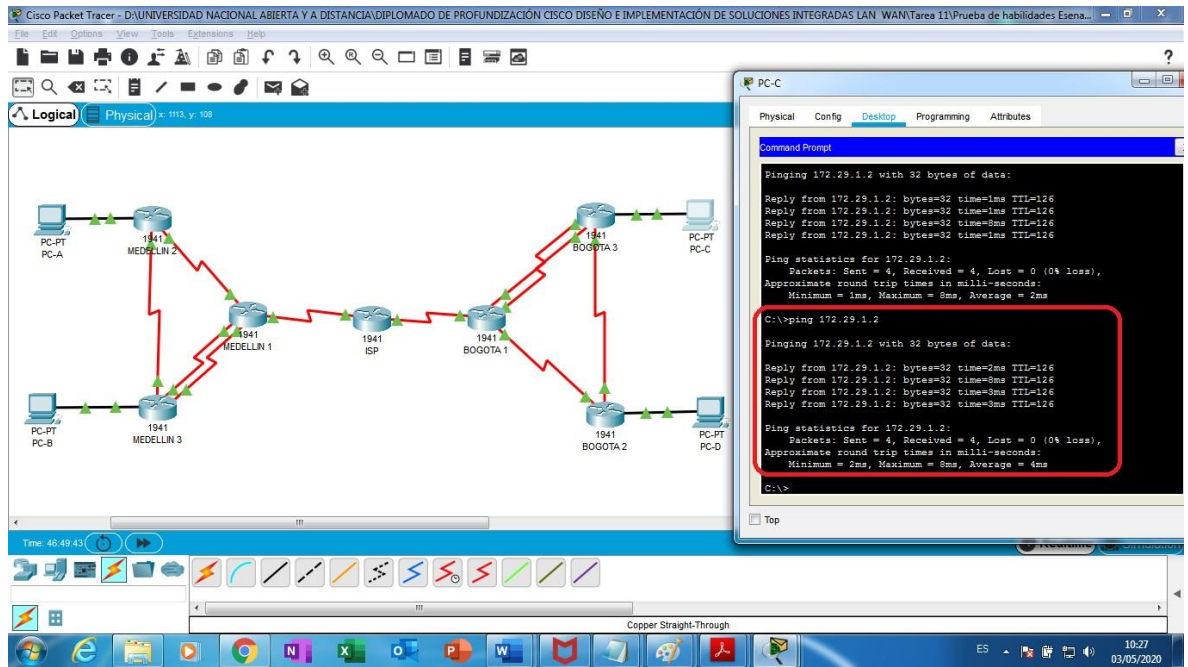 Cisco Packet Tracer - D:\UNIVERSIDAD NACIONAL ABIERTA Y A DISTANCIA\DIPLOMADO DE PROFUNDIZACIÓN CISCO DISEÑO E IMPLEMENTACIÓN DE SOLUCIONES INTEGRADAS LAN WAN\Tarea 11\Prueba de habilidades Esena...
File Edit Options View Tools Extensions Help
Logical Physical x: 1113, y: 108
PC-PT
PC-A
1941
MEDELLIN 2
1941
MEDELLIN 1
1941
ISP
1941
BOGOTA 1
1941
BOGOTA 3
PC-PT
PC-C
PC-PT
PC-B
1941
MEDELLIN 3
1941
BOGOTA 2
PC-PT
PC-D
PC-C
Physical Config Desktop Programming Attributes
Command Prompt
Pinging 172.29.1.2 with 32 bytes of data:
Reply from 172.29.1.2: bytes=32 time=1ms TTL=126
Reply from 172.29.1.2: bytes=32 time=1ms TTL=126
Reply from 172.29.1.2: bytes=32 time=8ms TTL=126
Reply from 172.29.1.2: bytes=32 time=1ms TTL=126
Ping statistics for 172.29.1.2:
Packets: Sent = 4, Received = 4, Lost = 0 (0% loss),
Approximate round trip times in milli-seconds:
Minimum = 1ms, Maximum = 8ms, Average = 2ms
C:\>ping 172.29.1.2
Pinging 172.29.1.2 with 32 bytes of data:
Reply from 172.29.1.2: bytes=32 time=2ms TTL=126
Reply from 172.29.1.2: bytes=32 time=8ms TTL=126
Reply from 172.29.1.2: bytes=32 time=3ms TTL=126
Reply from 172.29.1.2: bytes=32 time=3ms TTL=126
Ping statistics for 172.29.1.2:
Packets: Sent = 4, Received = 4, Lost = 0 (0% loss),
Approximate round trip times in milli-seconds:
Minimum = 2ms, Maximum = 8ms, Average = 4ms
C:\>
Top
Time: 46:49:43
Realtime Simulation
Copper Straight-Through
ES
10:27
03/05/2020